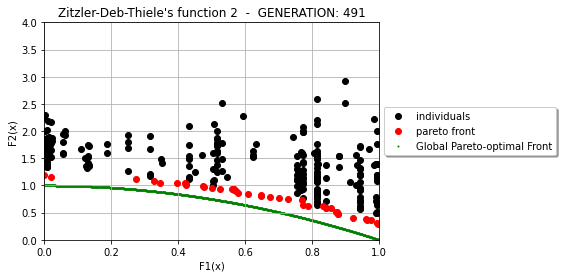 Zitzler-Deb-Thiele's function 2 - GENERATION: 491
4.0
3.5
3.0
2.5
2.0
1.5
1.0
0.5
0.0
F2(x)
0.0 0.2 0.4 0.6 0.8 1.0
F1(x)
individuals
pareto front
Global Pareto-optimal Front